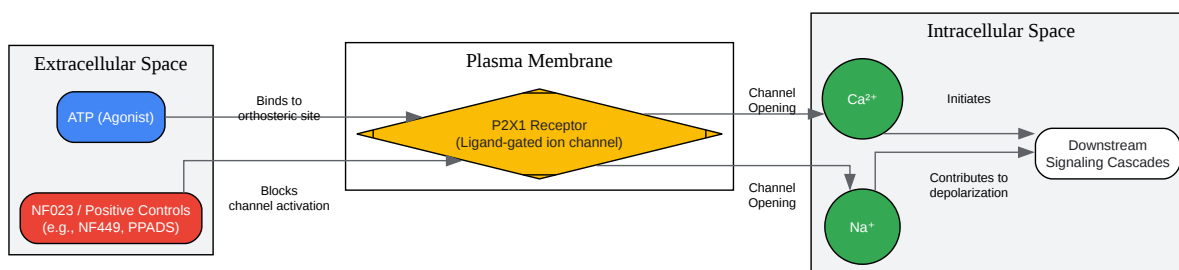 Extracellular Space
ATP (Agonist)
NF023 / Positive Controls
(e.g., NF449, PPADS)
Binds to
orthosteric site
Blocks
channel activation
Plasma Membrane
P2X1 Receptor
(Ligand-gated ion channel)
Channel
Opening
Channel
Opening
Intracellular Space
Ca²⁺
Na⁺
Initiates
Contributes to
depolarization
Downstream
Signaling Cascades